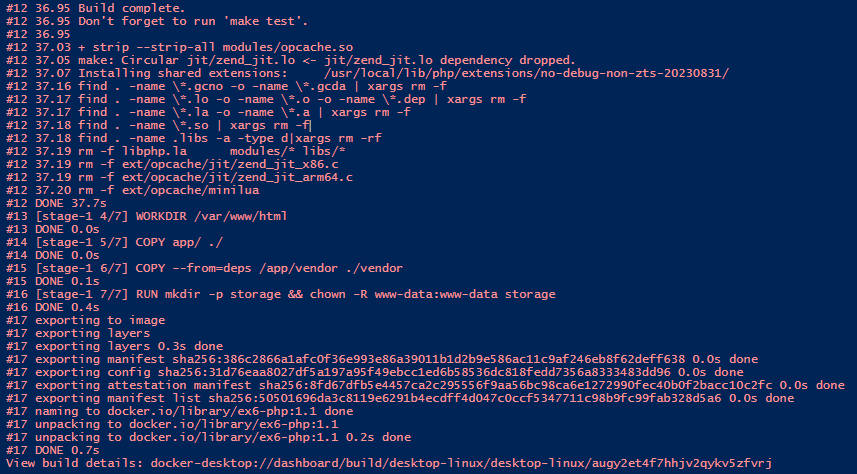 #12 36.95 Build complete.
#12 36.95 Don't forget to run 'make test'.
#12 36.95
#12 37.03 + strip --strip-all modules/opcache.so
#12 37.05 make: Circular jit/zend_jit.lo <- jit/zend_jit.lo dependency dropped.
#12 37.07 Installing shared extensions:     /usr/local/lib/php/extensions/no-debug-non-zts-20230831/
#12 37.16 find . -name \*.gcno -o -name \*.gcda | xargs rm -f
#12 37.17 find . -name \*.lo -o -name \*.o -o -name \*.dep | xargs rm -f
#12 37.17 find . -name \*.la -o -name \*.a | xargs rm -f
#12 37.18 find . -name \*.so | xargs rm -f
#12 37.18 find . -name .libs -a -type d|xargs rm -rf
#12 37.19 rm -f libphp.la      modules/* libs/*
#12 37.19 rm -f ext/opcache/jit/zend_jit_x86.c
#12 37.19 rm -f ext/opcache/jit/zend_jit_arm64.c
#12 37.20 rm -f ext/opcache/minilua
#12 DONE 37.7s
#13 [stage-1 4/7] WORKDIR /var/www/html
#13 DONE 0.0s
#14 [stage-1 5/7] COPY app/ ./
#14 DONE 0.0s
#15 [stage-1 6/7] COPY --from=deps /app/vendor ./vendor
#15 DONE 0.1s
#16 [stage-1 7/7] RUN mkdir -p storage && chown -R www-data:www-data storage
#16 DONE 0.4s
#17 exporting to image
#17 exporting layers
#17 exporting layers 0.3s done
#17 exporting manifest sha256:386c2866a1afc0f36e993e86a39011b1d2b9e586ac11c9af246eb8f62deff638 0.0s done
#17 exporting config sha256:31d76eaa8027df5a197a95f49ebcc1ed6b58536dc818fedd7356a8333483dd96 0.0s done
#17 exporting attestation manifest sha256:8fd67dfb5e4457ca2c295556f9aa56bc98ca6e1272990fec40b0f2bacc10c2fc 0.0s done
#17 exporting manifest list sha256:50501696da3c8119e6291b4ecdff4d047c0ccf5347711c98b9fc99fab328d5a6 0.0s done
#17 naming to docker.io/library/ex6-php:1.1 done
#17 unpacking to docker.io/library/ex6-php:1.1
#17 unpacking to docker.io/library/ex6-php:1.1 0.2s done
#17 DONE 0.7s
View build details: docker-desktop://dashboard/build/desktop-linux/desktop-linux/augy2et4f7hhjv2qykv5zfvrj